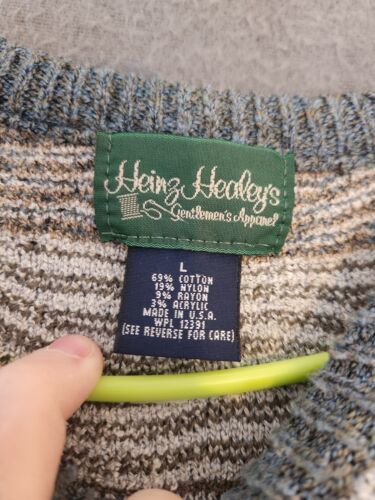 Heinz Healey's
Gentlemen's Apparel
L
69% COTTON
19% NYLON
9% RAYON
3% ACRYLIC
MADE IN U.S.A.
WPL 12391
(SEE REVERSE FOR CARE)